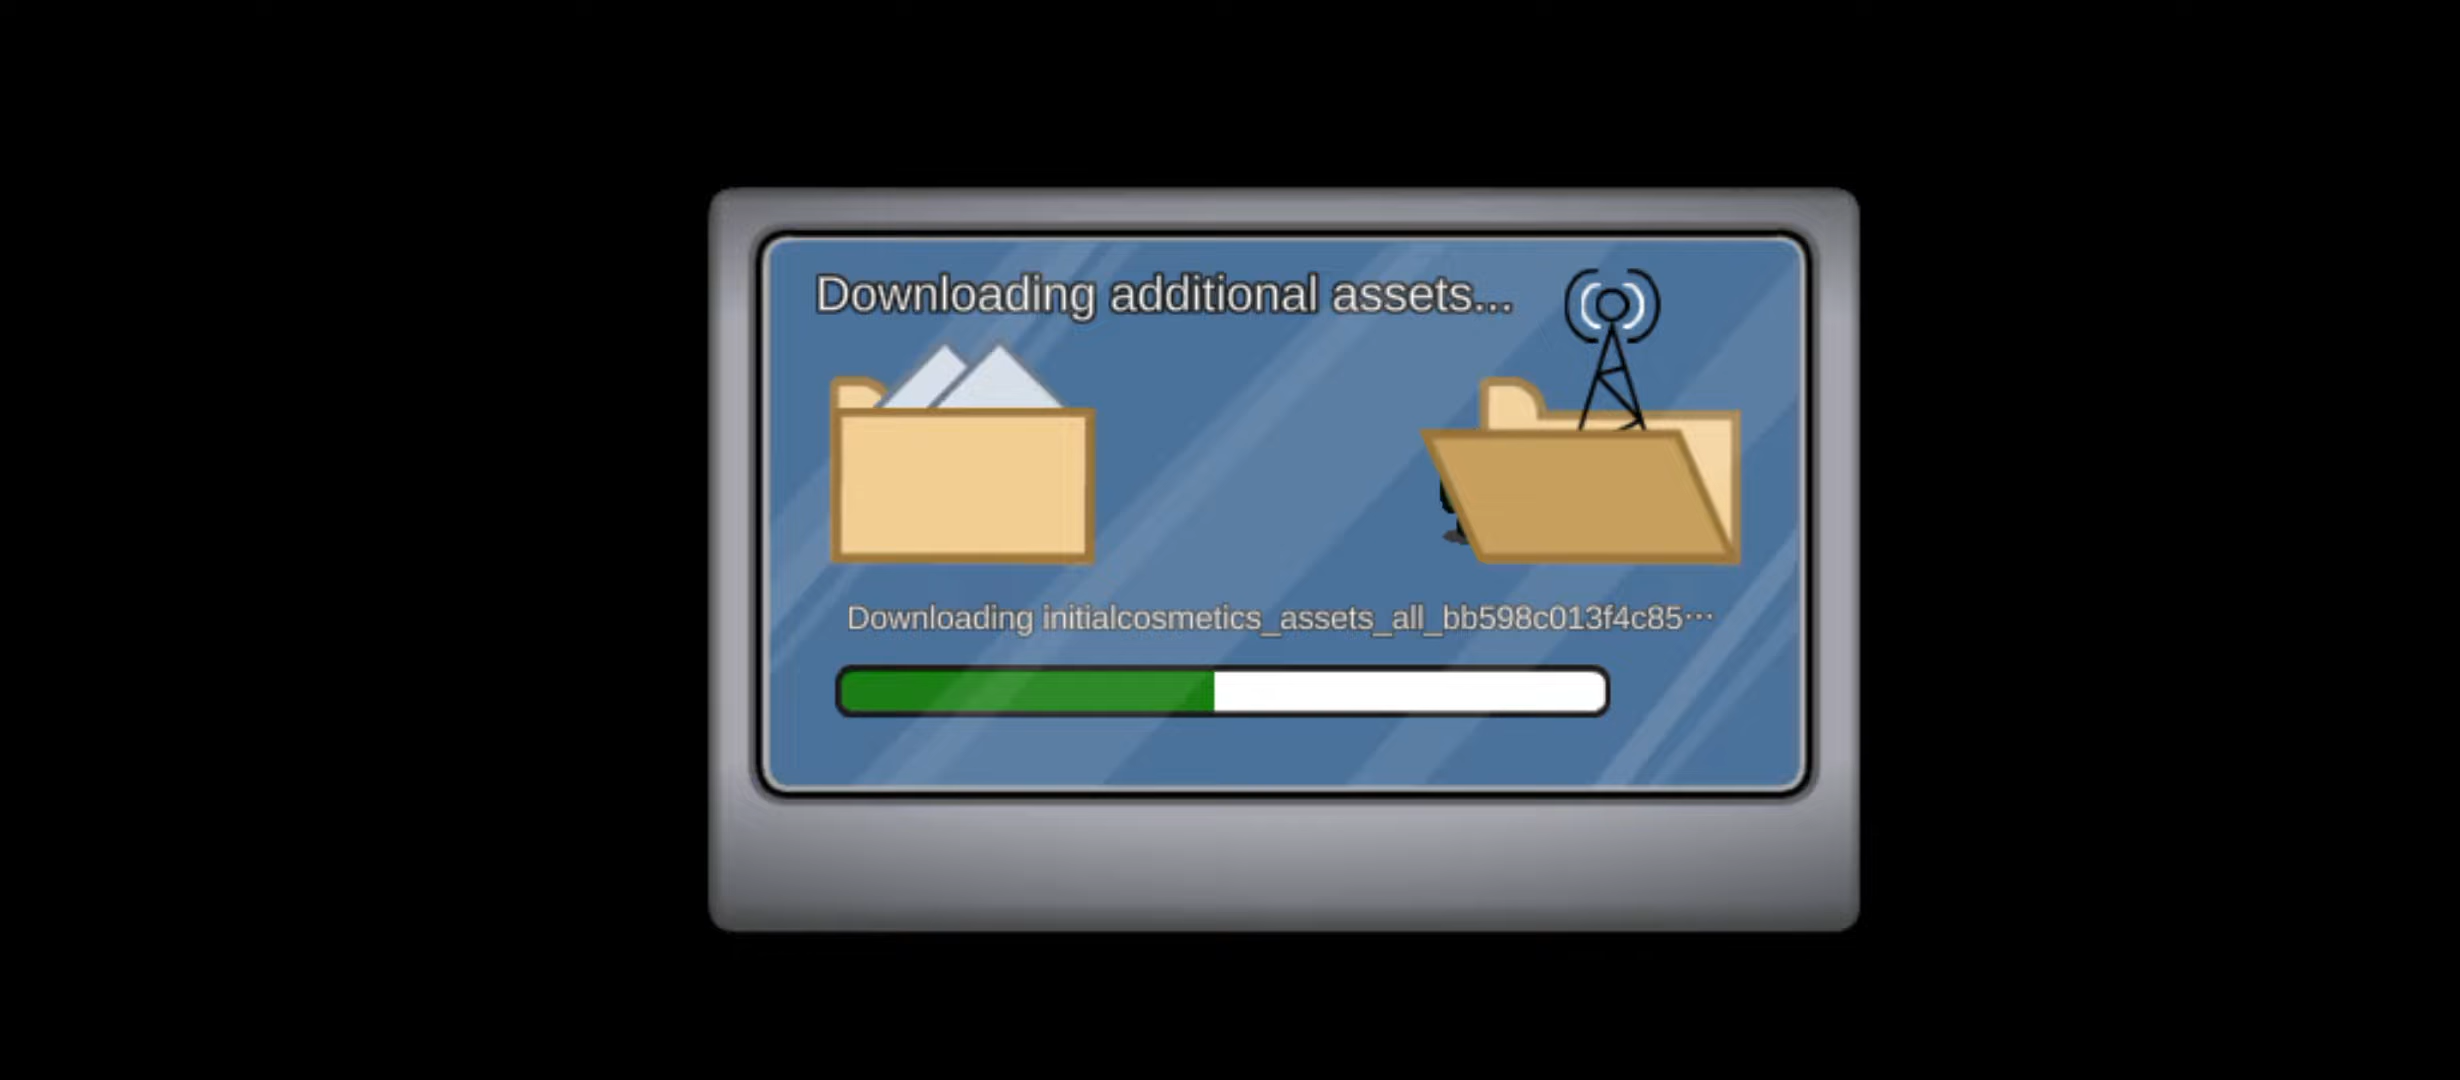 Downloading additional assets...
Downloading initialcosmetics_assets_all_bb598c013f4c85...